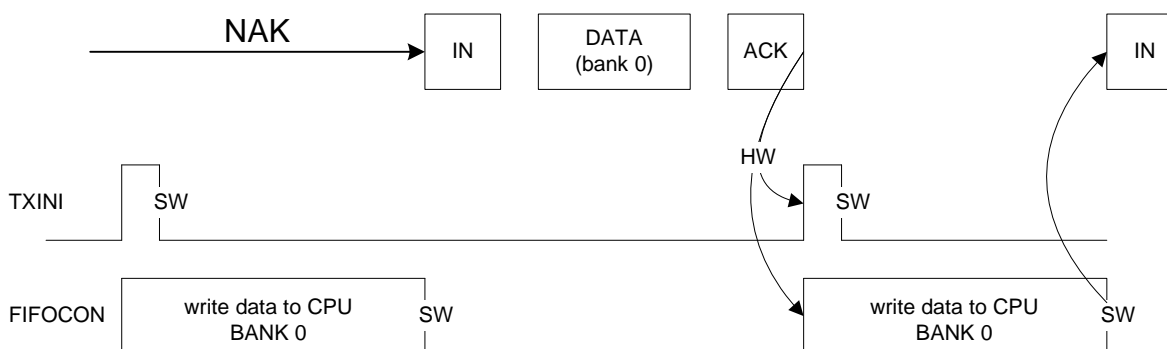 NAK
IN
DATA
(bank 0)
ACK
IN
HW
TXINI
SW
SW
FIFOCON
write data to CPU
BANK 0
SW
write data to CPU
BANK 0
SW